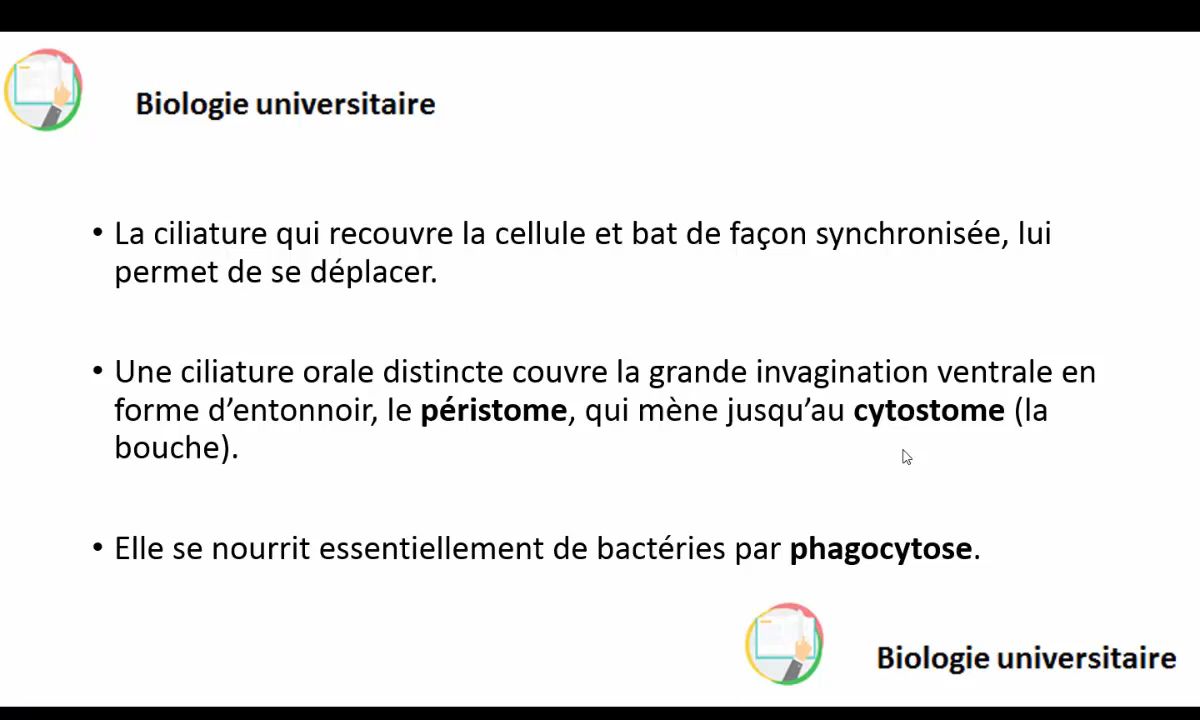 Biologie universitaire
• La ciliature qui recouvre la cellule et bat de façon synchronisée, lui
permet de se déplacer.
• Une ciliature orale distincte couvre la grande invagination ventrale en
forme d’entonnoir, le péristome, qui mène jusqu’au cytostome (la
bouche).
• Elle se nourrit essentiellement de bactéries par phagocytose.
Biologie universitaire